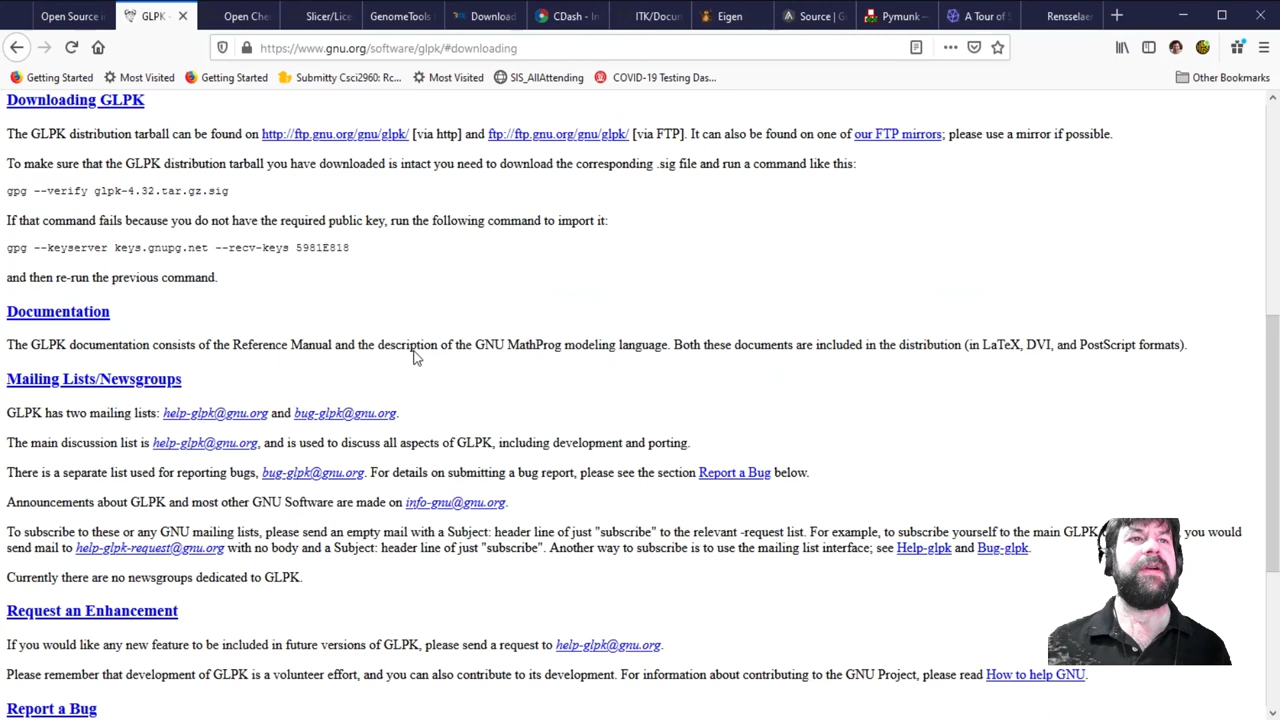 Open Source i
GLPK -
Open Che
Slicer/Lice
GenomeTools
Download
CDash - In
ITK/Docun
Eigen
Source | G
Pymunk —
A Tour of S
Rensselaer
https://www.gnu.org/software/glpk/#downloading
Getting Started
Most Visited
Getting Started
Submitty Csci2960: Rc...
Most Visited
SIS_AllAttending
COVID-19 Testing Das...
Other Bookmarks
Downloading GLPK
The GLPK distribution tarball can be found on http://ftp.gnu.org/gnu/glpk/ [via http] and ftp://ftp.gnu.org/gnu/glpk/ [via FTP]. It can also be found on one of our FTP mirrors; please use a mirror if possible.
To make sure that the GLPK distribution tarball you have downloaded is intact you need to download the corresponding .sig file and run a command like this:
gpg --verify glpk-4.32.tar.gz.sig
If that command fails because you do not have the required public key, run the following command to import it:
gpg --keyserver keys.gnupg.net --recv-keys 5981E818
and then re-run the previous command.
Documentation
The GLPK documentation consists of the Reference Manual and the description of the GNU MathProg modeling language. Both these documents are included in the distribution (in LaTeX, DVI, and PostScript formats).
Mailing Lists/Newsgroups
GLPK has two mailing lists: help-glpk@gnu.org and bug-glpk@gnu.org.
The main discussion list is help-glpk@gnu.org, and is used to discuss all aspects of GLPK, including development and porting.
There is a separate list used for reporting bugs, bug-glpk@gnu.org. For details on submitting a bug report, please see the section Report a Bug below.
Announcements about GLPK and most other GNU Software are made on info-gnu@gnu.org.
To subscribe to these or any GNU mailing lists, please send an empty mail with a Subject: header line of just "subscribe" to the relevant -request list. For example, to subscribe yourself to the main GLPK you would
send mail to help-glpk-request@gnu.org with no body and a Subject: header line of just "subscribe". Another way to subscribe is to use the mailing list interface; see Help-glpk and Bug-glpk.
Currently there are no newsgroups dedicated to GLPK.
Request an Enhancement
If you would like any new feature to be included in future versions of GLPK, please send a request to help-glpk@gnu.org.
Please remember that development of GLPK is a volunteer effort, and you can also contribute to its development. For information about contributing to the GNU Project, please read How to help GNU.
Report a Bug